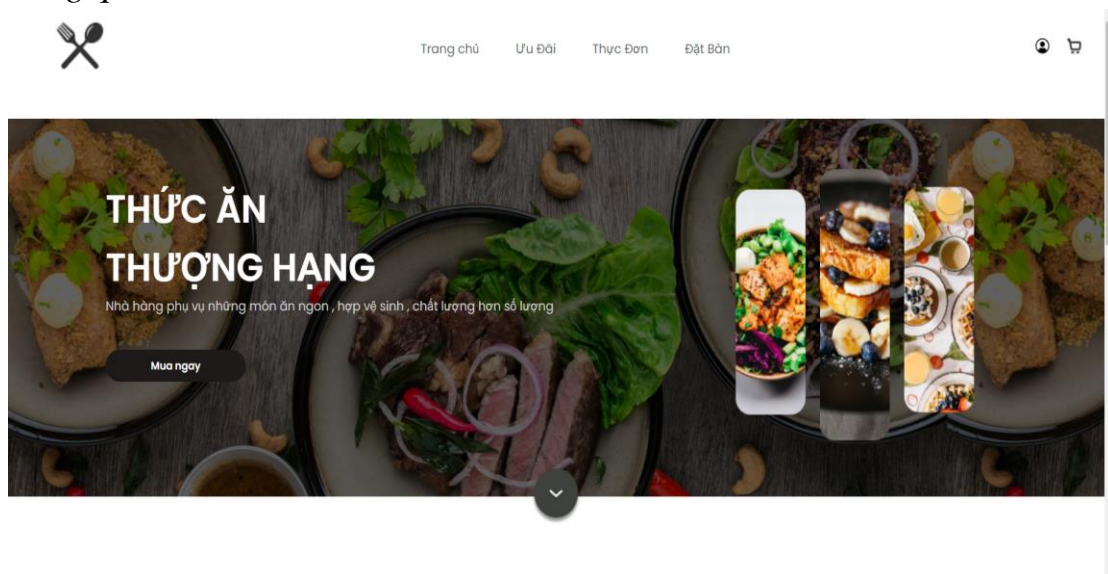 Trang chủ Ưu Đãi Thực Đơn Đặt Bàn
THỨC ĂN
THƯỢNG HẠNG
Nhà hàng phụ vụ những món ăn ngon , hợp vệ sinh , chất lượng hơn số lượng
Mua ngay